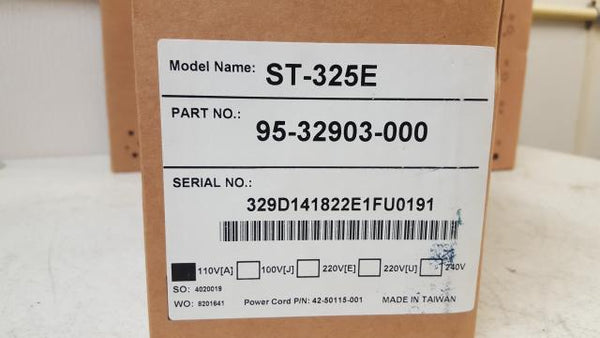 Model Name: ST-325E
PART NO.:
95-32903-000
SERIAL NO.:
329D141822E1FU0191
110V[A] 100V[J] 220V[E] 220V[U] 240V
SO: 4020019
WO: 8201641 Power Cord P/N: 42-50115-001 MADE IN TAIWAN